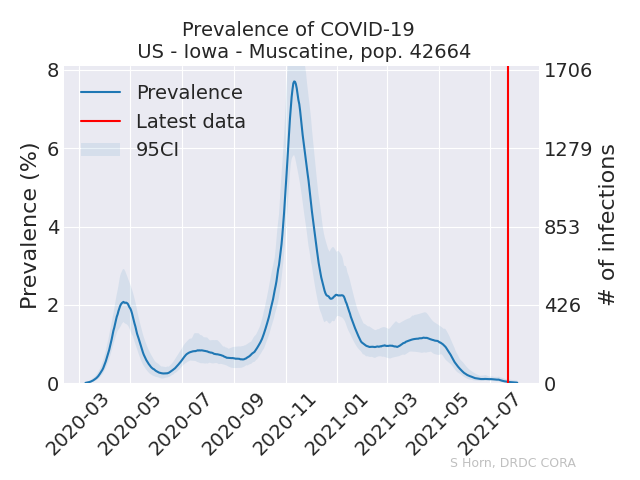 Prevalence of COVID-19
US - Iowa - Muscatine, pop. 42664
Prevalence
Latest data
95CI
Prevalence (%)
8
6
4
2
0
1706
1279
853
426
0
# of infections
2020-03
2020-05
2020-07
2020-09
2020-11
2021-01
2021-03
2021-05
2021-07
S Horn, DRDC CORA